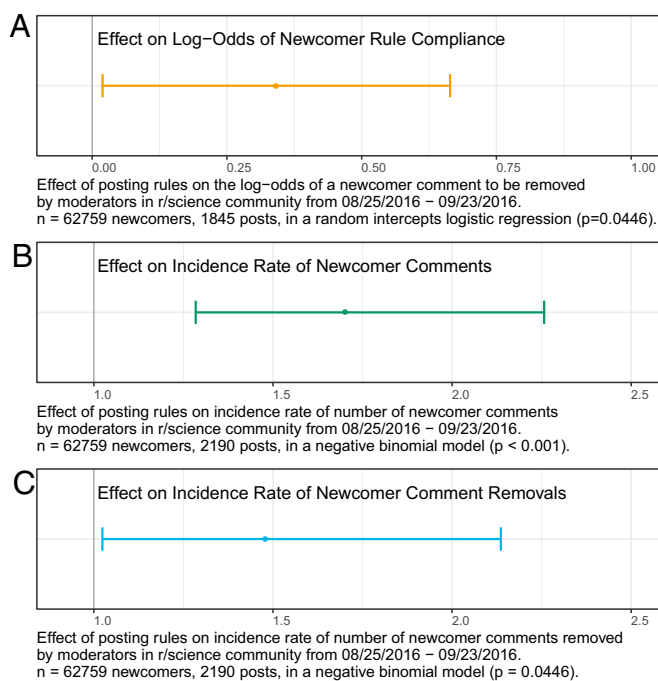 A
Effect on Log−Odds of Newcomer Rule Compliance
0.00 0.25 0.50 0.75 1.00
Effect of posting rules on the log−odds of a newcomer comment to be removed
by moderators in r/science community from 08/25/2016 − 09/23/2016.
n = 62759 newcomers, 1845 posts, in a random intercepts logistic regression (p=0.0446).
B
Effect on Incidence Rate of Newcomer Comments
1.0 1.5 2.0 2.5
Effect of posting rules on incidence rate of number of newcomer comments
by moderators in r/science community from 08/25/2016 − 09/23/2016.
n = 62759 newcomers, 2190 posts, in a negative binomial model (p < 0.001).
C
Effect on Incidence Rate of Newcomer Comment Removals
1.0 1.5 2.0 2.5
Effect of posting rules on incidence rate of number of newcomer comments removed
by moderators in r/science community from 08/25/2016 − 09/23/2016.
n = 62759 newcomers, 2190 posts, in a negative binomial model (p = 0.0446).